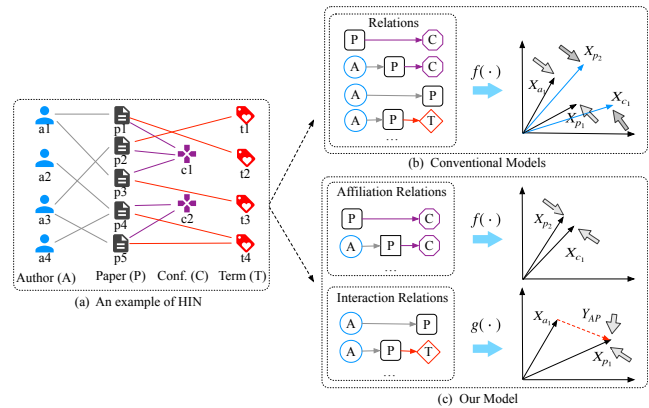 a1
a2
a3
a4
Author (A)
p1
p2
p3
p4
p5
Paper (P)
c1
c2
Conf. (C)
t1
t2
t3
t4
Term (T)
(a) An example of HIN
Relations
P C
A P C
A P
A P T
...
f(·)
X_{a_1}
X_{p_2}
X_{c_1}
X_{p_1}
(b) Conventional Models
Affiliation Relations
P C
A P C
...
f(·)
X_{p_2}
X_{c_1}
Interaction Relations
A P
A P T
...
g(·)
X_{a_1}
Y_{AP}
X_{p_1}
(c) Our Model